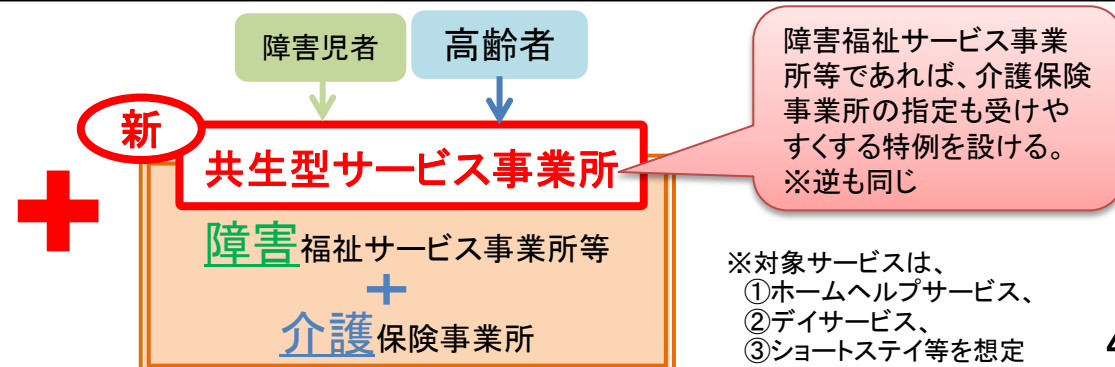 障害児者
高齢者
新
共生型サービス事業所
障害福祉サービス事業所等
+
介護保険事業所
障害福祉サービス事業
所等であれば、介護保険
事業所の指定も受けや
すくする特例を設ける。
※逆も同じ
※対象サービスは、
①ホームヘルプサービス、
②デイサービス、
③ショートステイ等を想定